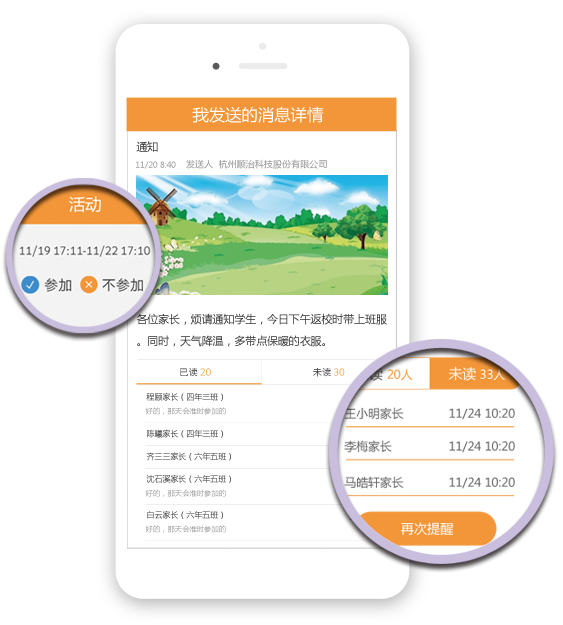 我发送的消息详情
通知
11/20 8:40 发送人 杭州顺治科技股份有限公司
活动
11/19 17:11-11/22 17:10
参加 不参加
各位家长，烦请通知学生，今日下午返校时带上班服
。同时，天气降温，多带点保暖的衣服。
已读 20 未读 30
程颐家长（四年三班）
好的，那天会准时参加的
陈曦家长（四年三班）
齐三三家长（六年五班）
沈石溪家长（六年五班）
好的，那天会准时参加的
白云家长（六年五班）
好的，那天会准时参加的
读 20人 未读 33人
王小明家长 11/24 10:20
李梅家长 11/24 10:20
马皓轩家长 11/24 10:20
再次提醒